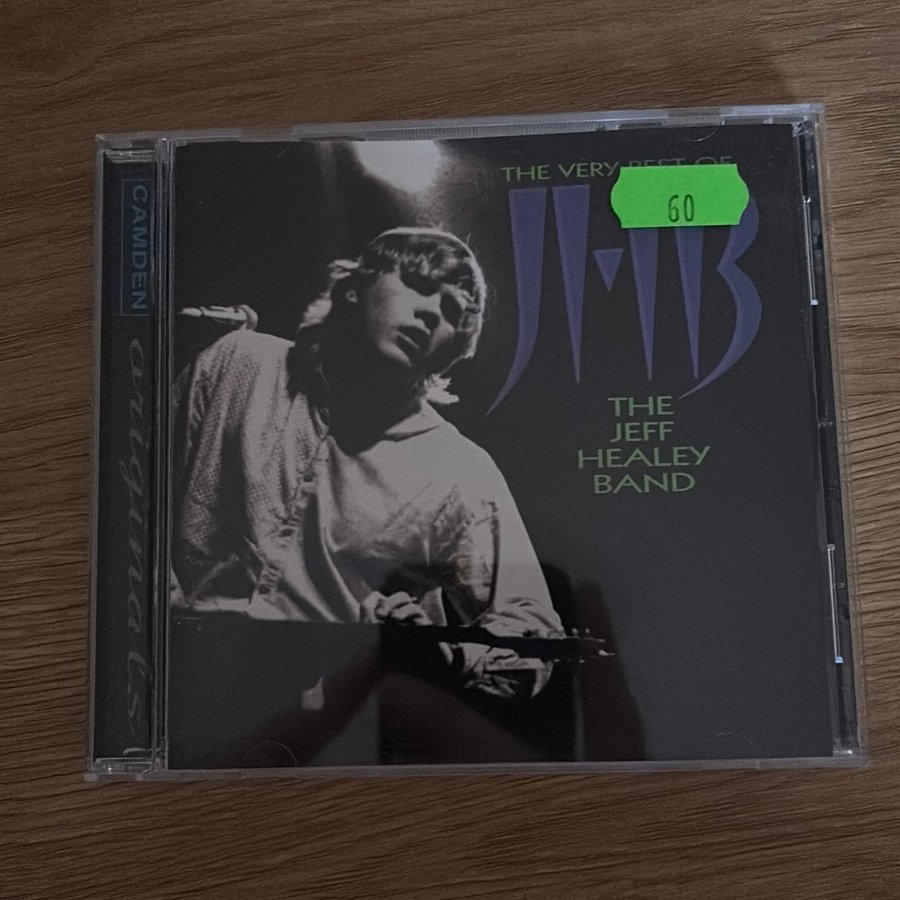 THE VERY BEST OF
60
JHB
THE
JEFF
HEALEY
BAND
CAMDEN
originals